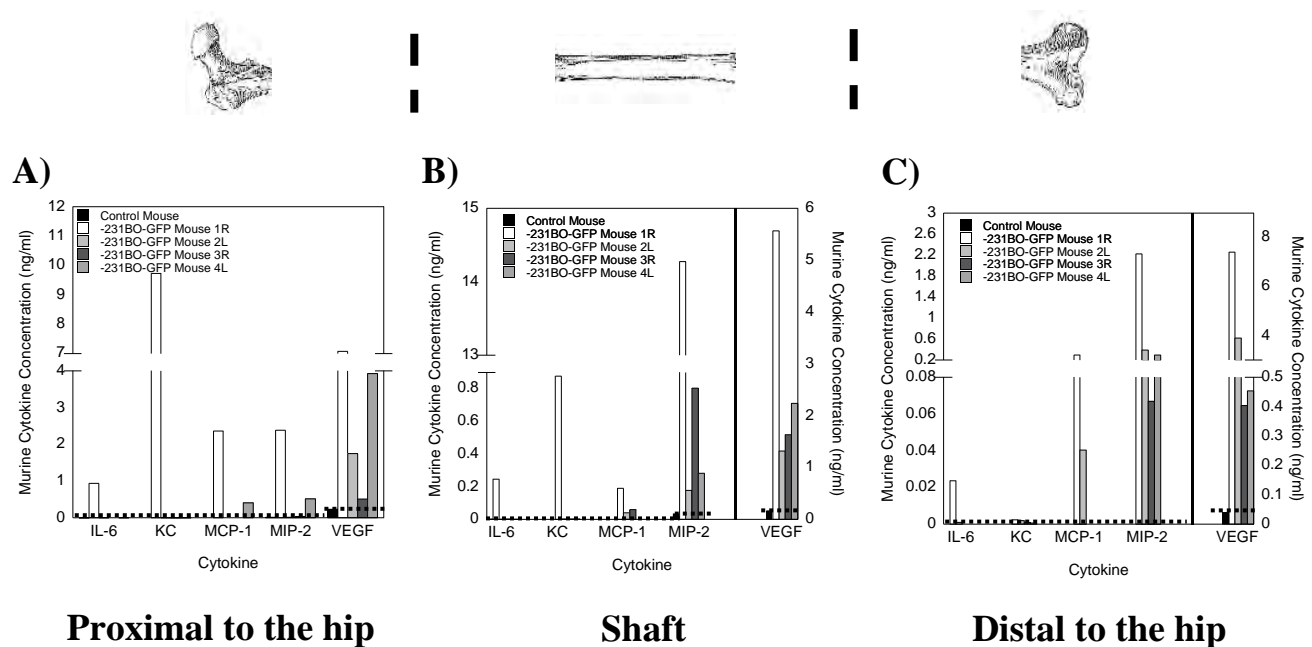 A)
12
11
10
9
8
7
4
3
2
1
0
Murine Cytokine Concentration (ng/ml)
Control Mouse
-231BO-GFP Mouse 1R
-231BO-GFP Mouse 2L
-231BO-GFP Mouse 3R
-231BO-GFP Mouse 4L
IL-6 KC MCP-1 MIP-2 VEGF
Cytokine
Proximal to the hip
B)
15
14
13
0.8
0.6
0.4
0.2
0
Murine Cytokine Concentration (ng/ml)
Control Mouse
-231BO-GFP Mouse 1R
-231BO-GFP Mouse 2L
-231BO-GFP Mouse 3R
-231BO-GFP Mouse 4L
6
5
4
3
2
1
0
Murine Cytokine Concentration (ng/ml)
IL-6 KC MCP-1 MIP-2 VEGF
Cytokine
Shaft
C)
3
2.6
2.2
1.8
1.4
1
0.6
0.2
0.08
0.06
0.04
0.02
0
Murine Cytokine Concentration (ng/ml)
Control Mouse
-231BO-GFP Mouse 1R
-231BO-GFP Mouse 2L
-231BO-GFP Mouse 3R
-231BO-GFP Mouse 4L
8
6
4
0.5
0.4
0.3
0.2
0.1
0
Murine Cytokine Concentration (ng/ml)
IL-6 KC MCP-1 MIP-2 VEGF
Cytokine
Distal to the hip